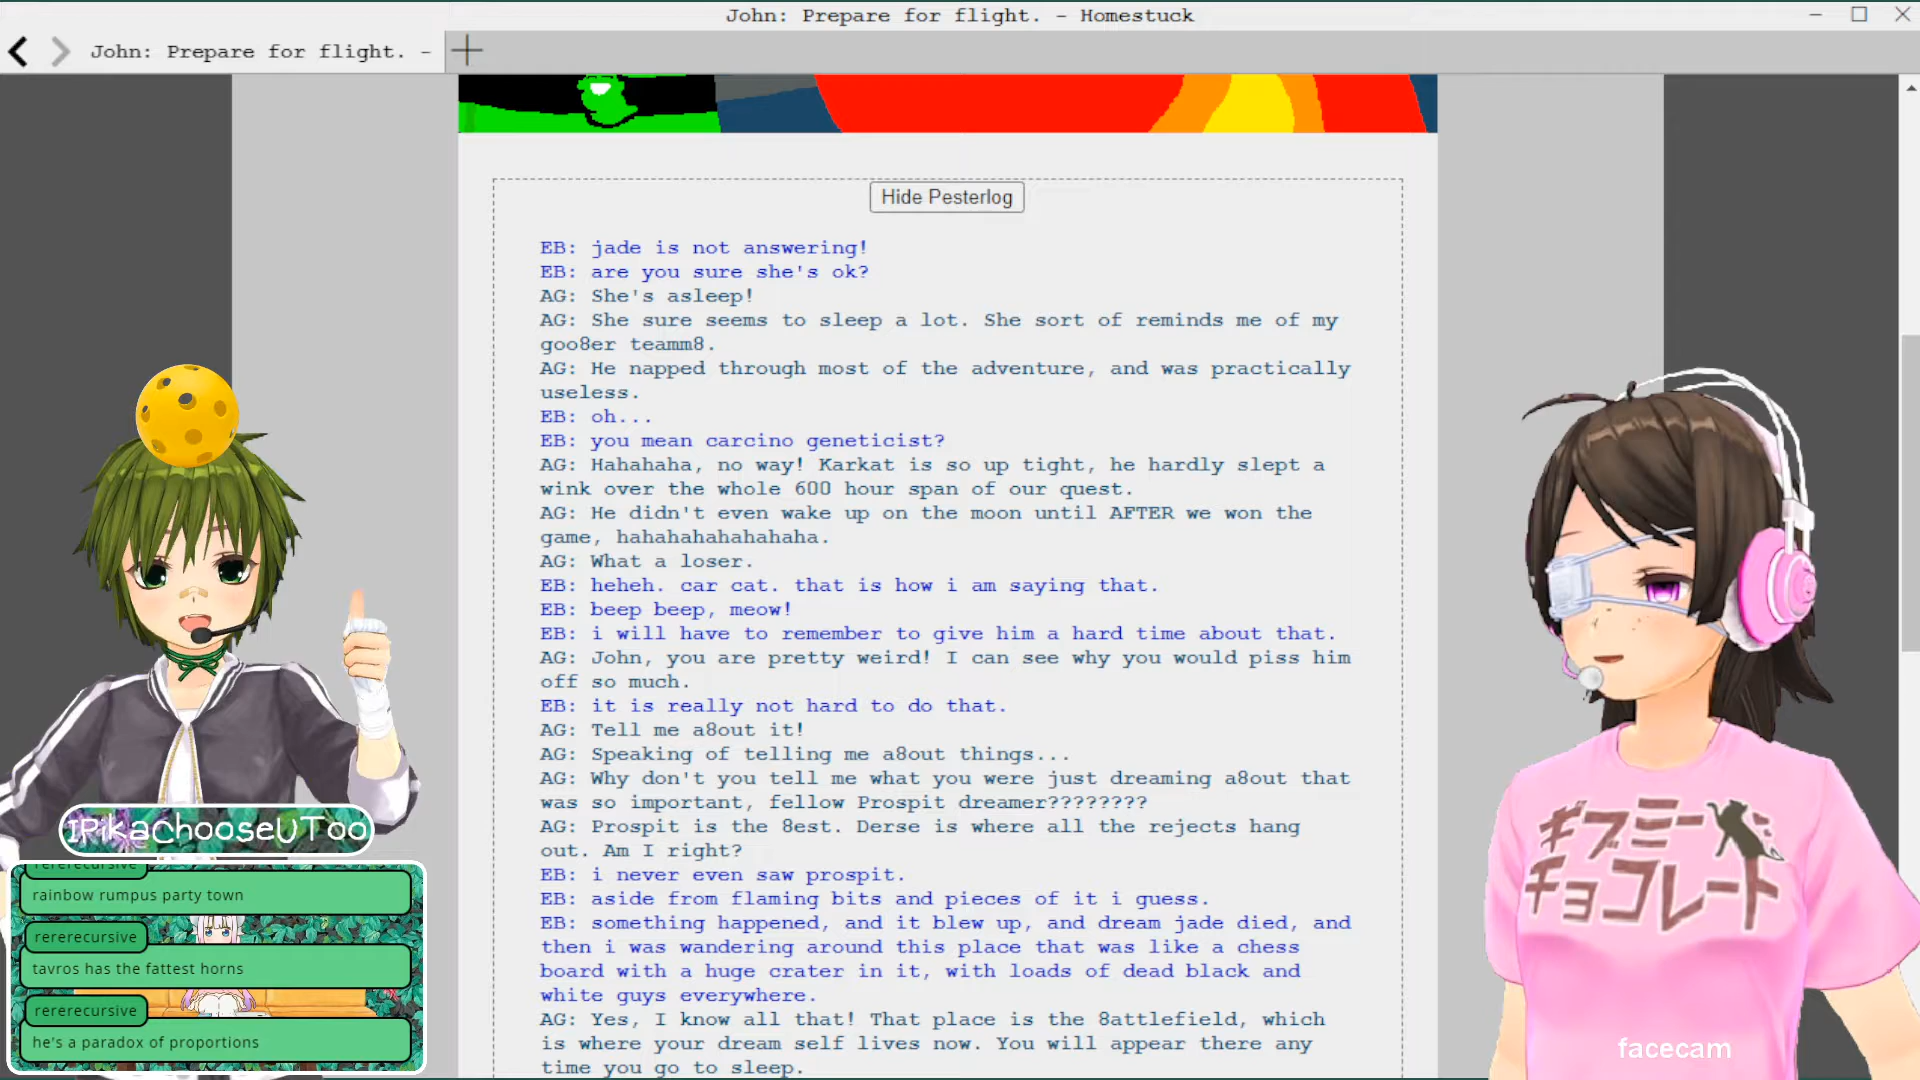 John: Prepare for flight. - Homestuck
John: Prepare for flight. -
Hide Pesterlog
EB: jade is not answering!
EB: are you sure she's ok?
AG: She's asleep!
AG: She sure seems to sleep a lot. She sort of reminds me of my
goo8er teamm8.
AG: He napped through most of the adventure, and was practically
useless.
EB: oh...
EB: you mean carcino geneticist?
AG: Hahahaha, no way! Karkat is so up tight, he hardly slept a
wink over the whole 600 hour span of our quest.
AG: He didn't even wake up on the moon until AFTER we won the
game, hahahahahahahaha.
AG: What a loser.
EB: heheh. car cat. that is how i am saying that.
EB: beep beep, meow!
EB: i will have to remember to give him a hard time about that.
AG: John, you are pretty weird! I can see why you would piss him
off so much.
EB: it is really not hard to do that.
AG: Tell me a8out it!
AG: Speaking of telling me a8out things...
AG: Why don't you tell me what you were just dreaming a8out that
was so important, fellow Prospit dreamer????????
AG: Prospit is the 8est. Derse is where all the rejects hang
out. Am I right?
EB: i never even saw prospit.
EB: aside from flaming bits and pieces of it i guess.
EB: something happened, and it blew up, and dream jade died, and
then i was wandering around this place that was like a chess
board with a huge crater in it, with loads of dead black and
white guys everywhere.
AG: Yes, I know all that! That place is the 8attlefield, which
is where your dream self lives now. You will appear there any
time you go to sleep.
IPikachooseUToo
rererecursive
rainbow rumpus party town
rererecursive
tavros has the fattest horns
rererecursive
he's a paradox of proportions
ギブミー
チョコレート
facecam